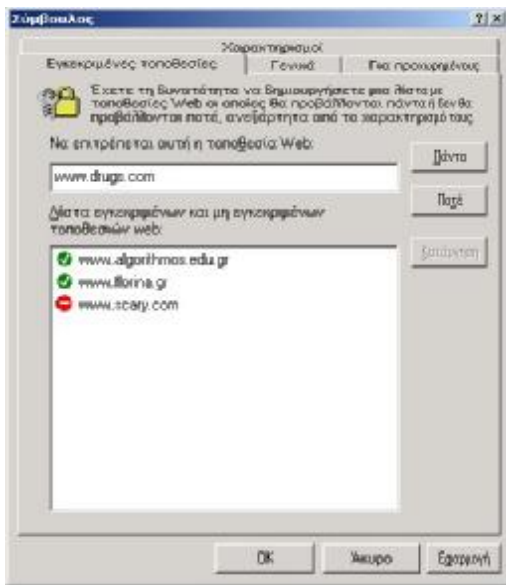 Σύμβουλος
Χαρακτηρισμοί
Εγκεκριμένες τοποθεσίες
Γενικά
Για προχωρημένους
Έχετε τη δυνατότητα να δημιουργήσετε μια λίστα με
τοποθεσίες Web οι οποίες θα προβάλλονται πάντα ή δεν θα
προβάλλονται ποτέ, ανεξάρτητα από το χαρακτηρισμό τους.
Να επιτρέπεται αυτή η τοποθεσία Web:
Πάντα
www.drugs.com
Ποτέ
Λίστα εγκεκριμένων και μη εγκεκριμένων
τοποθεσιών web:
Κατάργηση
www.algorithmos.edu.gr
www.florina.gr
www.scary.com
OK
Άκυρο
Εφαρμογή